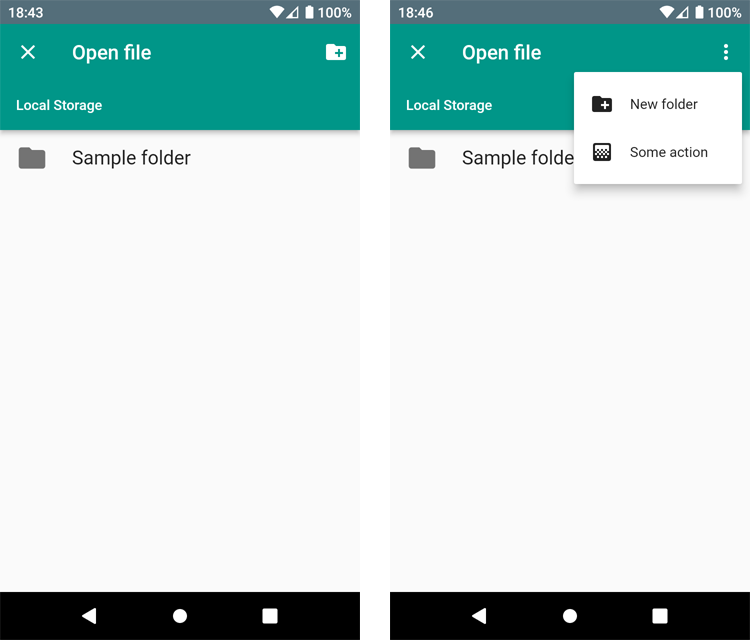 18:43 100%
Open file
Local Storage
Sample folder
18:46 100%
Open file
Local Storage
New folder
Some action
Sample folde